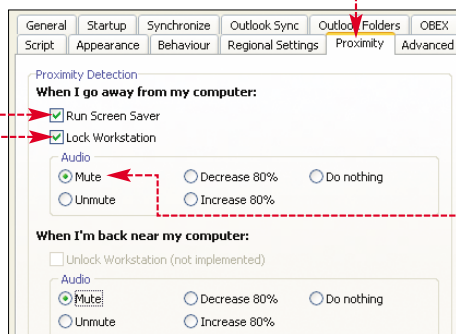 General Startup Synchronize Outlook Sync Outlook Folders OBEX
Script Appearance Behaviour Regional Settings Proximity Advanced
Proximity Detection
When I go away from my computer:
Run Screen Saver
Lock Workstation
Audio
Mute Decrease 80% Do nothing
Unmute Increase 80%
When I'm back near my computer:
Unlock Workstation (not implemented)
Audio
Mute Decrease 80% Do nothing
Unmute Increase 80%